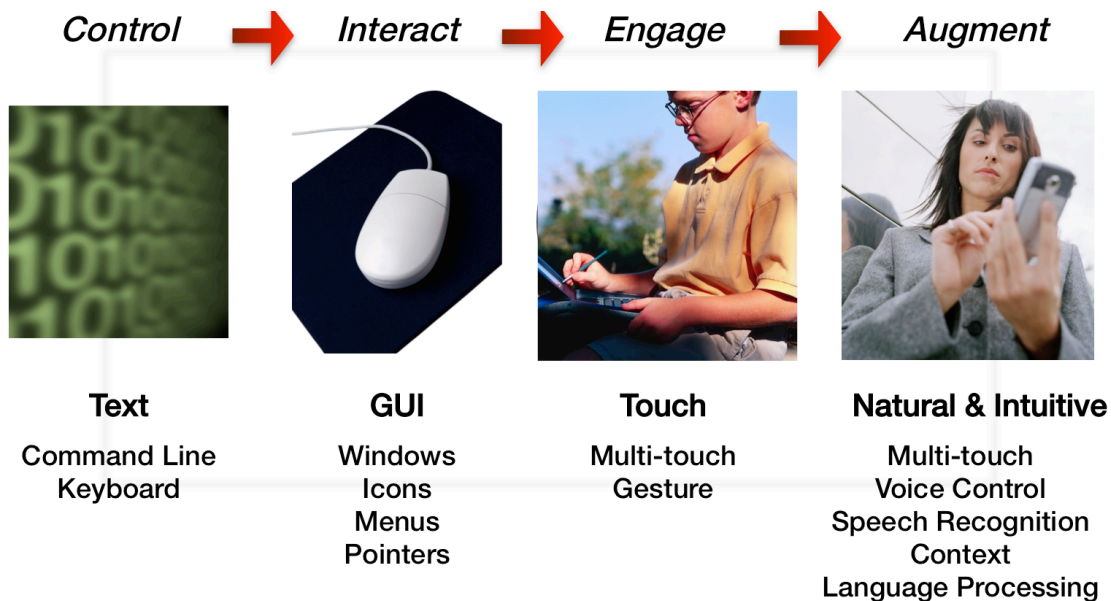 Control
Interact
Engage
Augment
Text
Command Line
Keyboard
GUI
Windows
Icons
Menus
Pointers
Touch
Multi-touch
Gesture
Natural & Intuitive
Multi-touch
Voice Control
Speech Recognition
Context
Language Processing